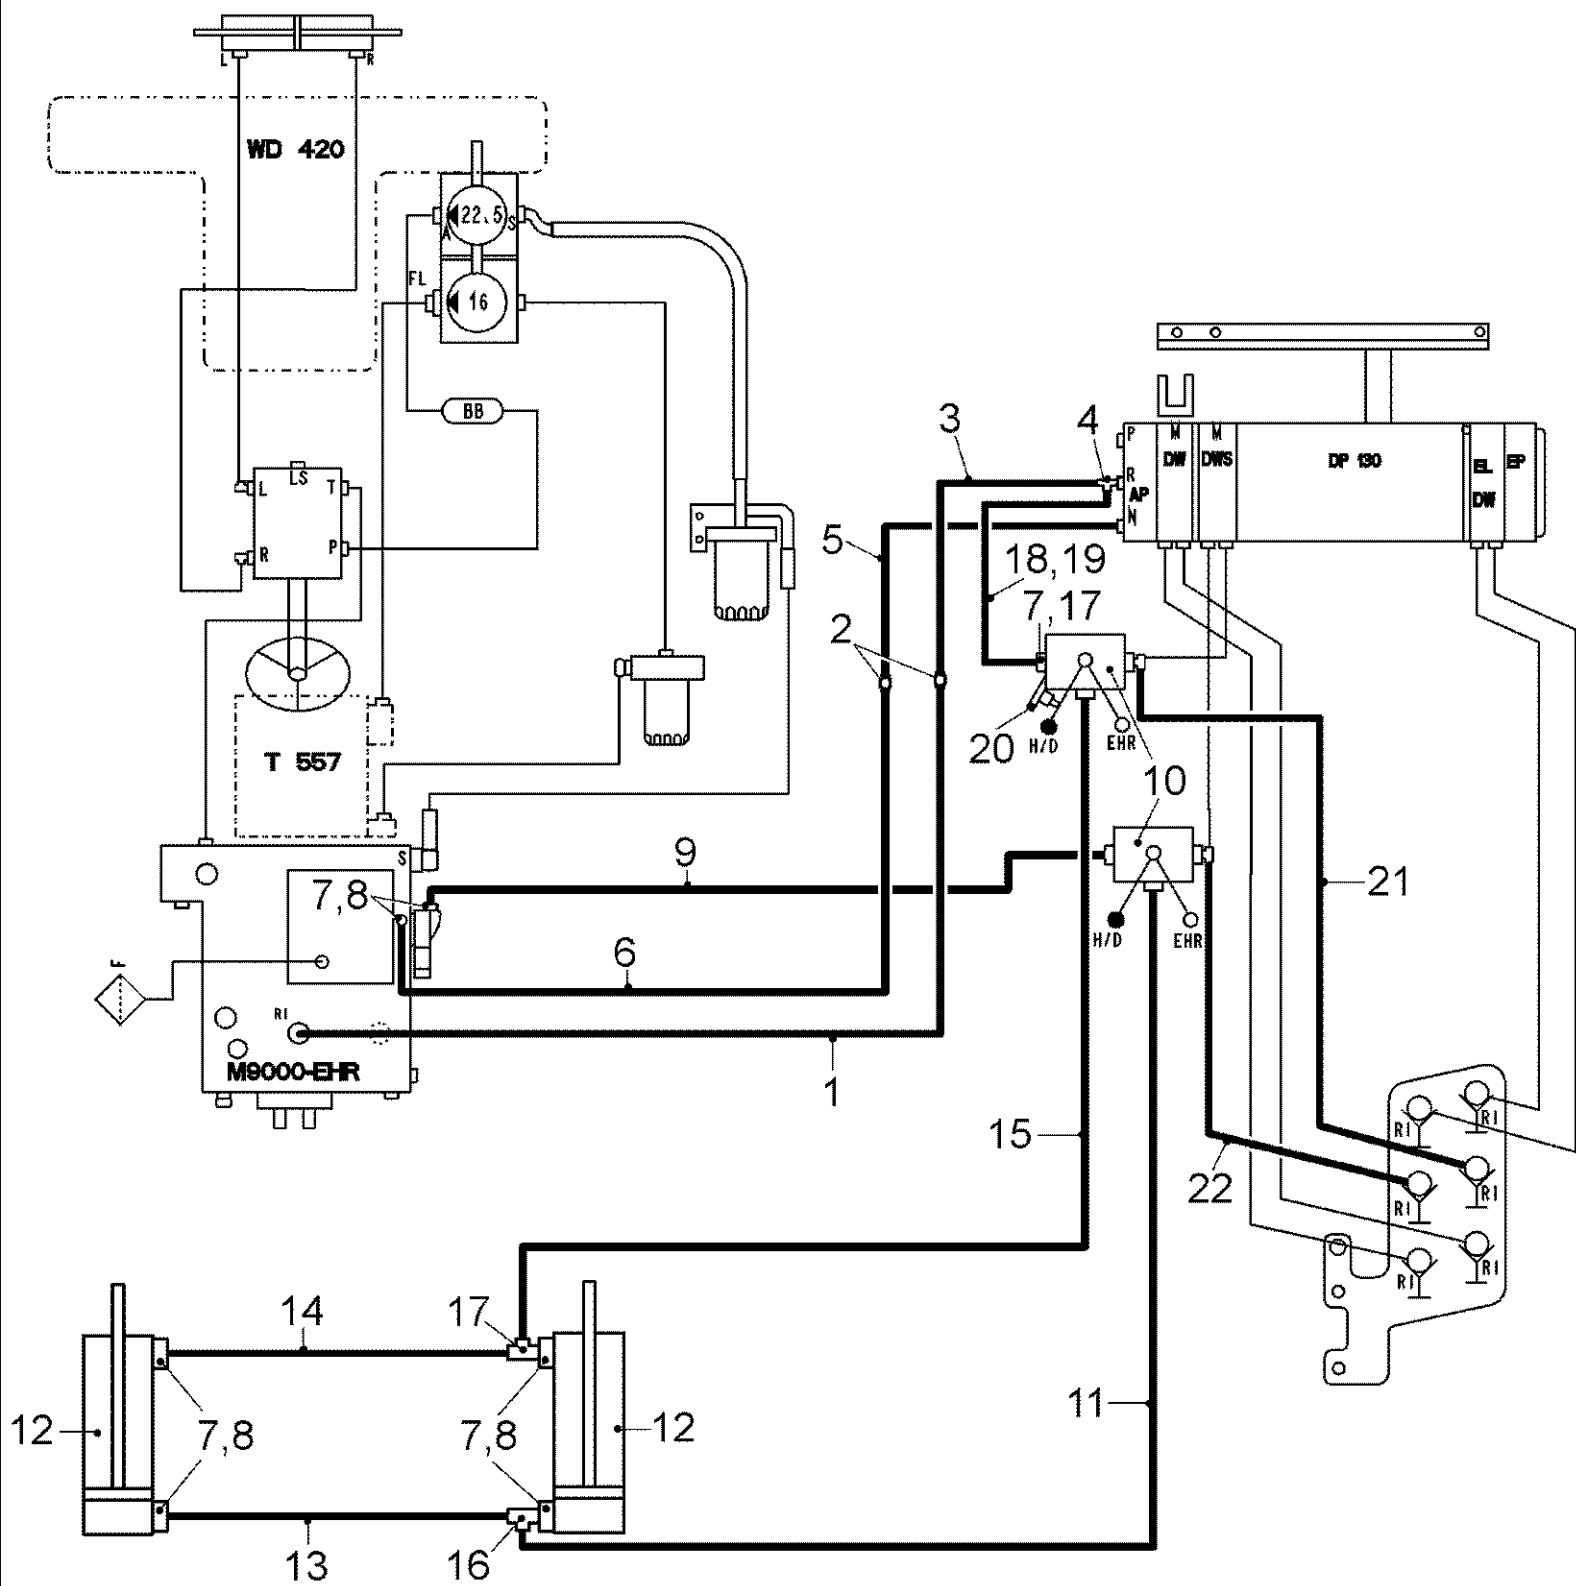 L R
WD 420
22.5
A S
FL
16
BB
3 4
P M M
DW DWS DP 130 EL EP
R AP
N DW
L LS T
R P
5
18,19
7,17
2
20
H/D EHR
T 557
10
S
9
7,8
H/D EHR
21
6
F
RI
M9000-EHR
1
15
RI RI
22
RI RI
RI RI
14 17
11
12 7,8 7,8 12
13 16